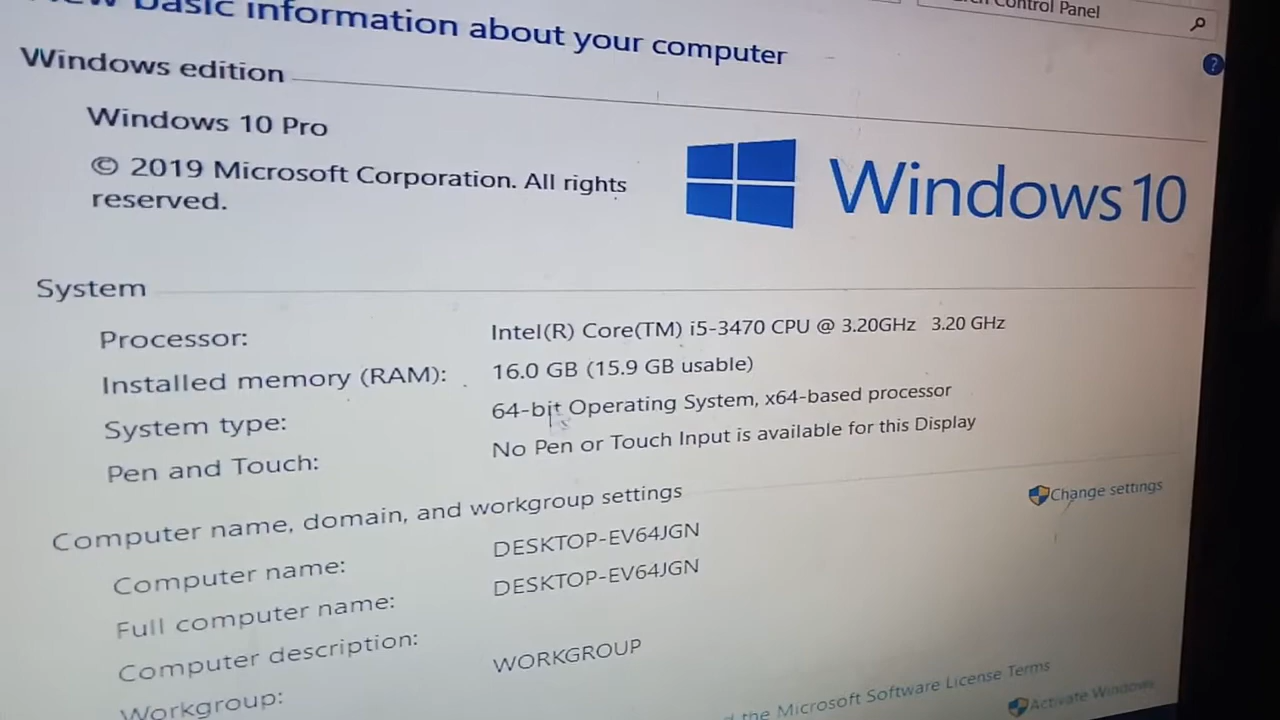 basic information about your computer
Control Panel
Windows edition
Windows 10 Pro
© 2019 Microsoft Corporation. All rights
reserved.
Windows 10
System
Processor: Intel(R) Core(TM) i5-3470 CPU @ 3.20GHz 3.20 GHz
Installed memory (RAM): 16.0 GB (15.9 GB usable)
System type: 64-bit Operating System, x64-based processor
Pen and Touch: No Pen or Touch Input is available for this Display
Computer name, domain, and workgroup settings
Change settings
Computer name: DESKTOP-EV64JGN
Full computer name: DESKTOP-EV64JGN
Computer description:
Workgroup: WORKGROUP
the Microsoft Software License Terms
Activate Windows